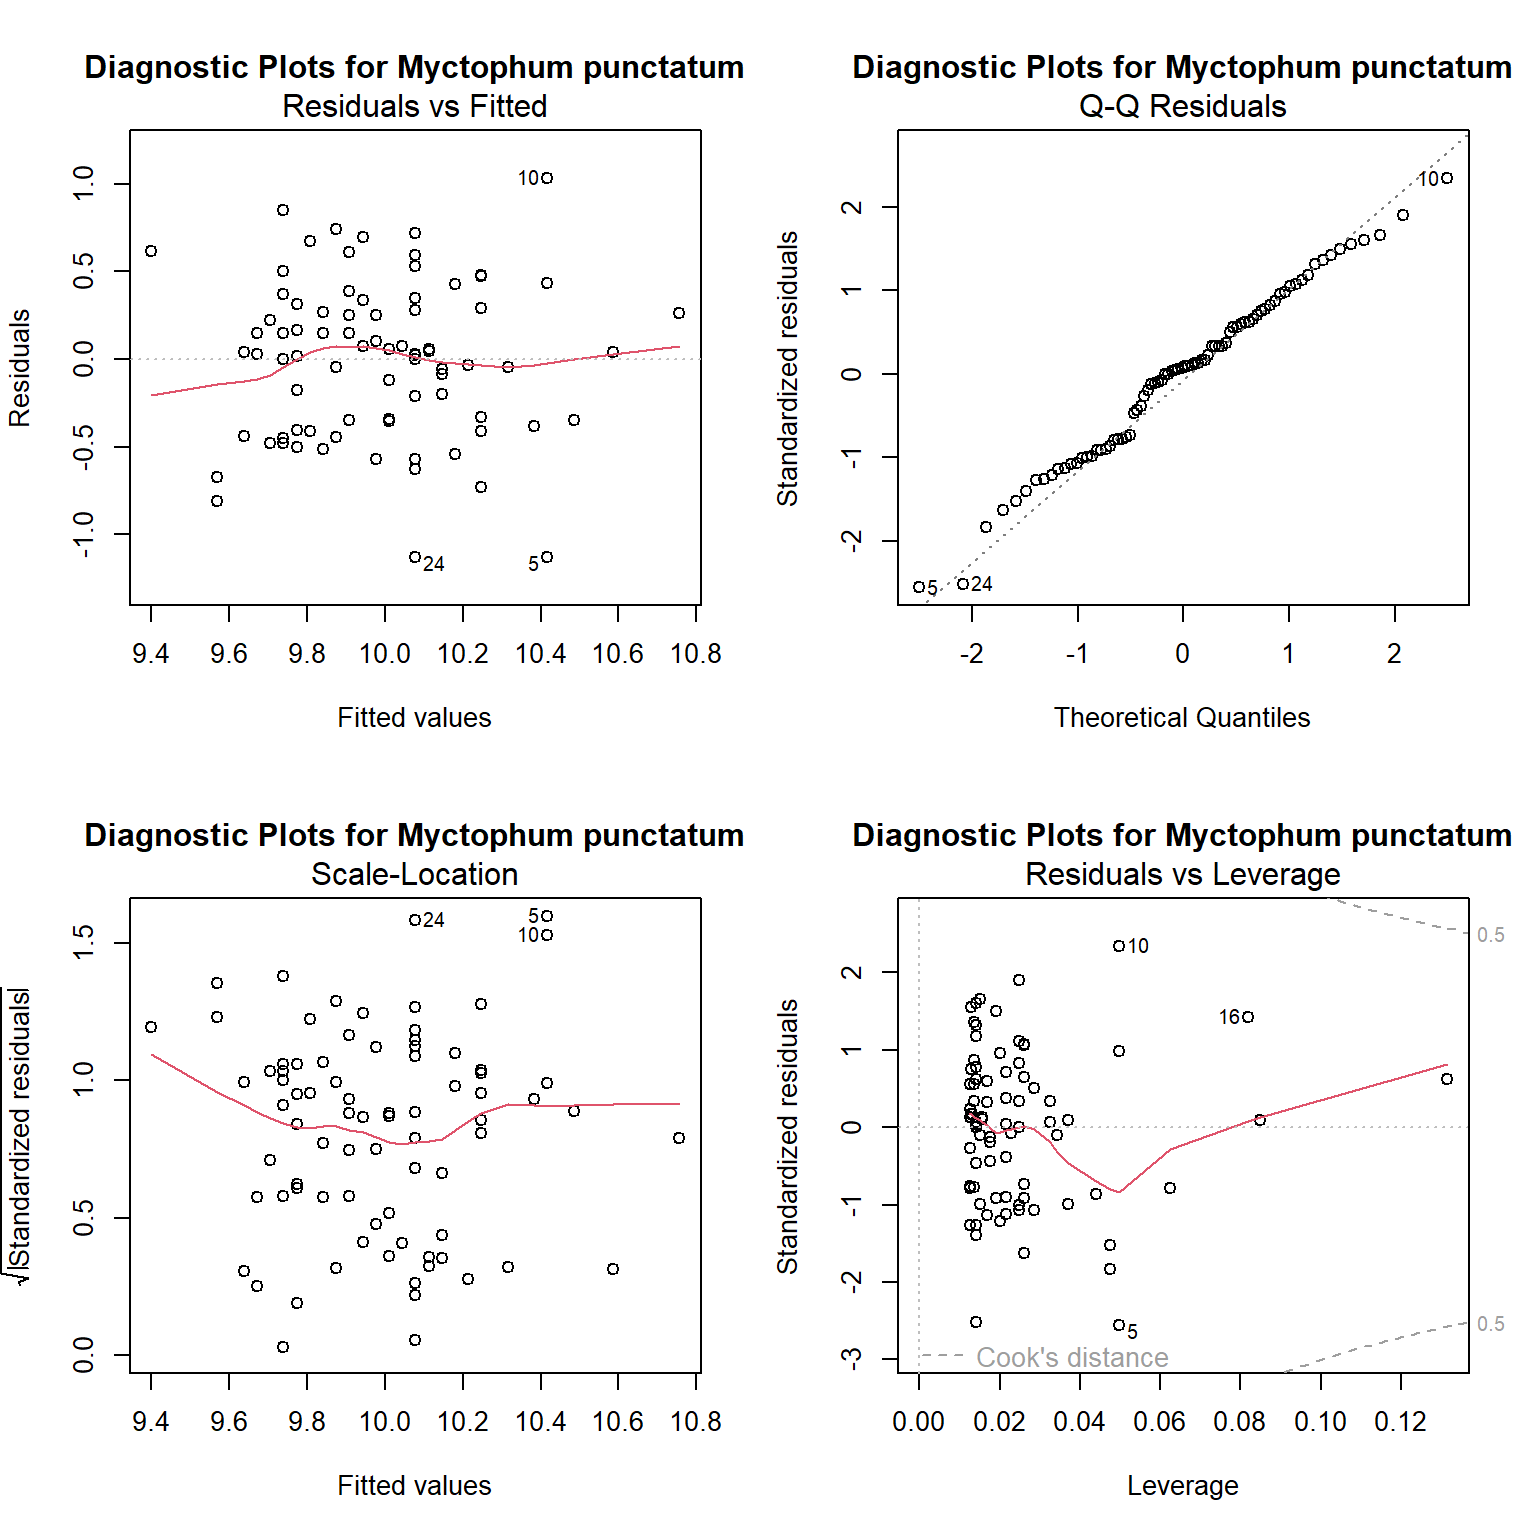 Diagnostic Plots for Myctophum punctatum
Residuals vs Fitted
Residuals
1.0
0.5
0.0
-0.5
-1.0
10
24
5
9.4 9.6 9.8 10.0 10.2 10.4 10.6 10.8
Fitted values
Diagnostic Plots for Myctophum punctatum
Q-Q Residuals
Standardized residuals
2
1
0
-1
-2
10
5
24
-2 -1 0 1 2
Theoretical Quantiles
Diagnostic Plots for Myctophum punctatum
Scale-Location
√|Standardized residuals|
1.5
1.0
0.5
0.0
24
5
10
9.4 9.6 9.8 10.0 10.2 10.4 10.6 10.8
Fitted values
Diagnostic Plots for Myctophum punctatum
Residuals vs Leverage
Standardized residuals
2
1
0
-1
-2
-3
0.5
10
16
5
0.5
Cook's distance
0.00 0.02 0.04 0.06 0.08 0.10 0.12
Leverage